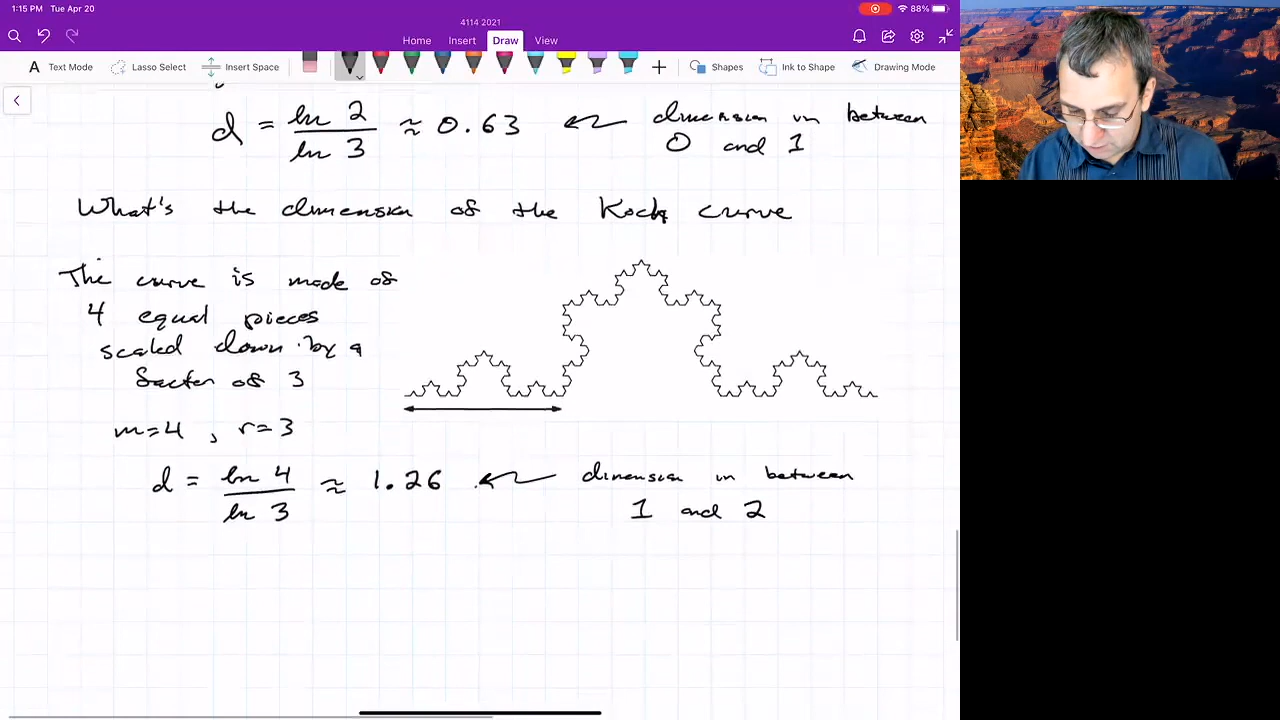 1:15 PM Tue Apr 20
88%
4114 2021
Home Insert Draw View
Text Mode Lasso Select Insert Space Shapes Ink to Shape Drawing Mode
d = ln 2 / ln 3 ≈ 0.63 dimension in between
0 and 1
What's the dimension of the Koch curve
The curve is made of
4 equal pieces
scaled down by a
factor of 3
m=4 , r=3
d = ln 4 / ln 3 ≈ 1.26 dimension in between
1 and 2